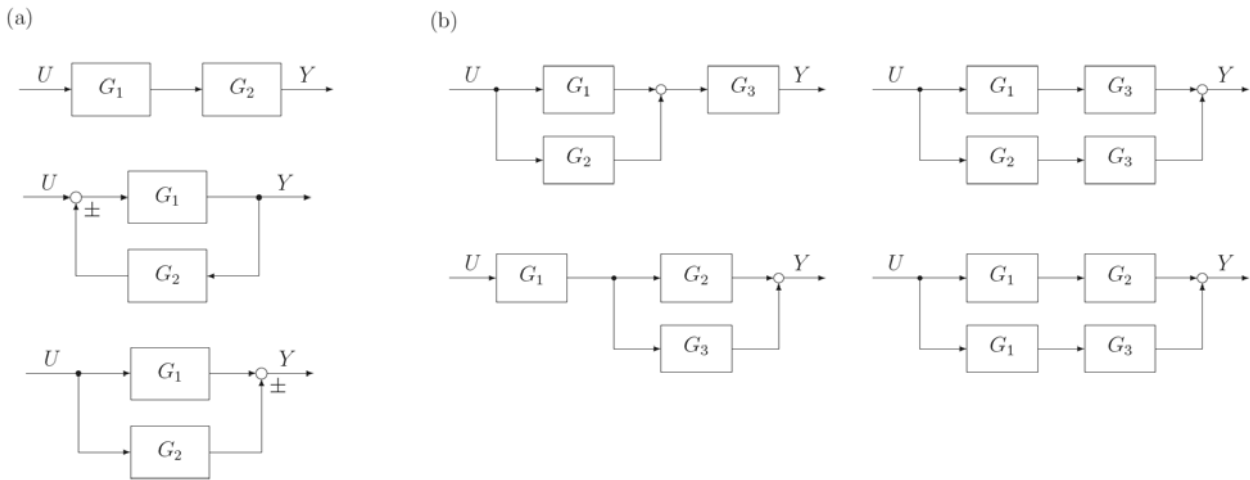 (a)
U G₁ G₂ Y
U ± G₁ Y
G₂
U G₁ Y
±
G₂
(b)
U G₁ G₃ Y
G₂
U G₁ G₃ Y
G₂ G₃
U G₁ G₂ Y
G₃
U G₁ G₂ Y
G₁ G₃